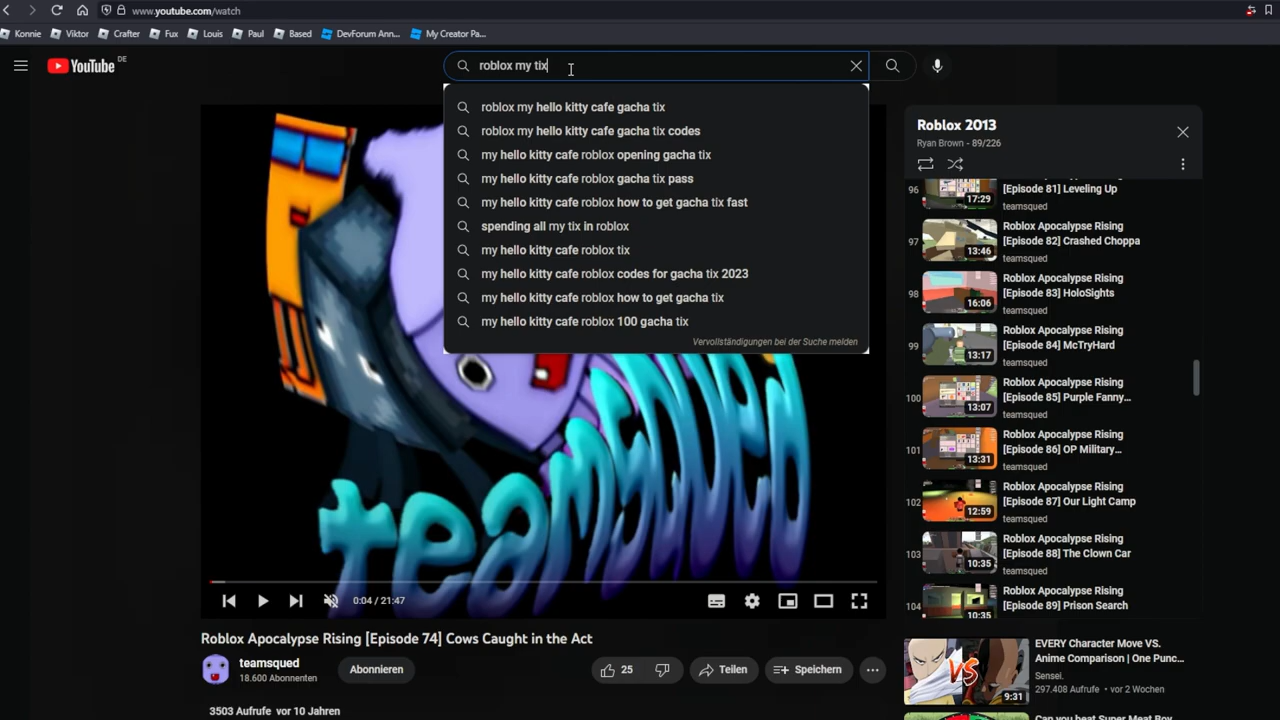 www.youtube.com/watch
Konnie
Viktor
Crafter
Fux
Louis
Paul
Based
DevForum Ann...
My Creator Pa...
YouTube DE
roblox my tix
roblox my hello kitty cafe gacha tix
roblox my hello kitty cafe gacha tix codes
my hello kitty cafe roblox opening gacha tix
my hello kitty cafe roblox gacha tix pass
my hello kitty cafe roblox how to get gacha tix fast
spending all my tix in roblox
my hello kitty cafe roblox tix
my hello kitty cafe roblox codes for gacha tix 2023
my hello kitty cafe roblox how to get gacha tix
my hello kitty cafe roblox 100 gacha tix
Vervollständigungen bei der Suche melden
teamsqued
0:04 / 21:47
Roblox Apocalypse Rising [Episode 74] Cows Caught in the Act
teamsqued
18.600 Abonnenten
Abonnieren
25
Teilen
Speichern
3503 Aufrufe vor 10 Jahren
Roblox 2013
Ryan Brown - 89/226
96
17:29
[Episode 81] Leveling Up
teamsqued
97
13:46
Roblox Apocalypse Rising
[Episode 82] Crashed Choppa
teamsqued
98
16:06
Roblox Apocalypse Rising
[Episode 83] HoloSights
teamsqued
99
13:17
Roblox Apocalypse Rising
[Episode 84] McTryHard
teamsqued
100
13:07
Roblox Apocalypse Rising
[Episode 85] Purple Fanny...
teamsqued
101
13:31
Roblox Apocalypse Rising
[Episode 86] OP Military...
teamsqued
102
12:59
Roblox Apocalypse Rising
[Episode 87] Our Light Camp
teamsqued
103
10:35
Roblox Apocalypse Rising
[Episode 88] The Clown Car
teamsqued
104
10:35
Roblox Apocalypse Rising
[Episode 89] Prison Search
VS
9:31
EVERY Character Move VS.
Anime Comparison | One Punc...
Sensei.
297.408 Aufrufe • vor 2 Wochen
Can you beat Super Meat Boy